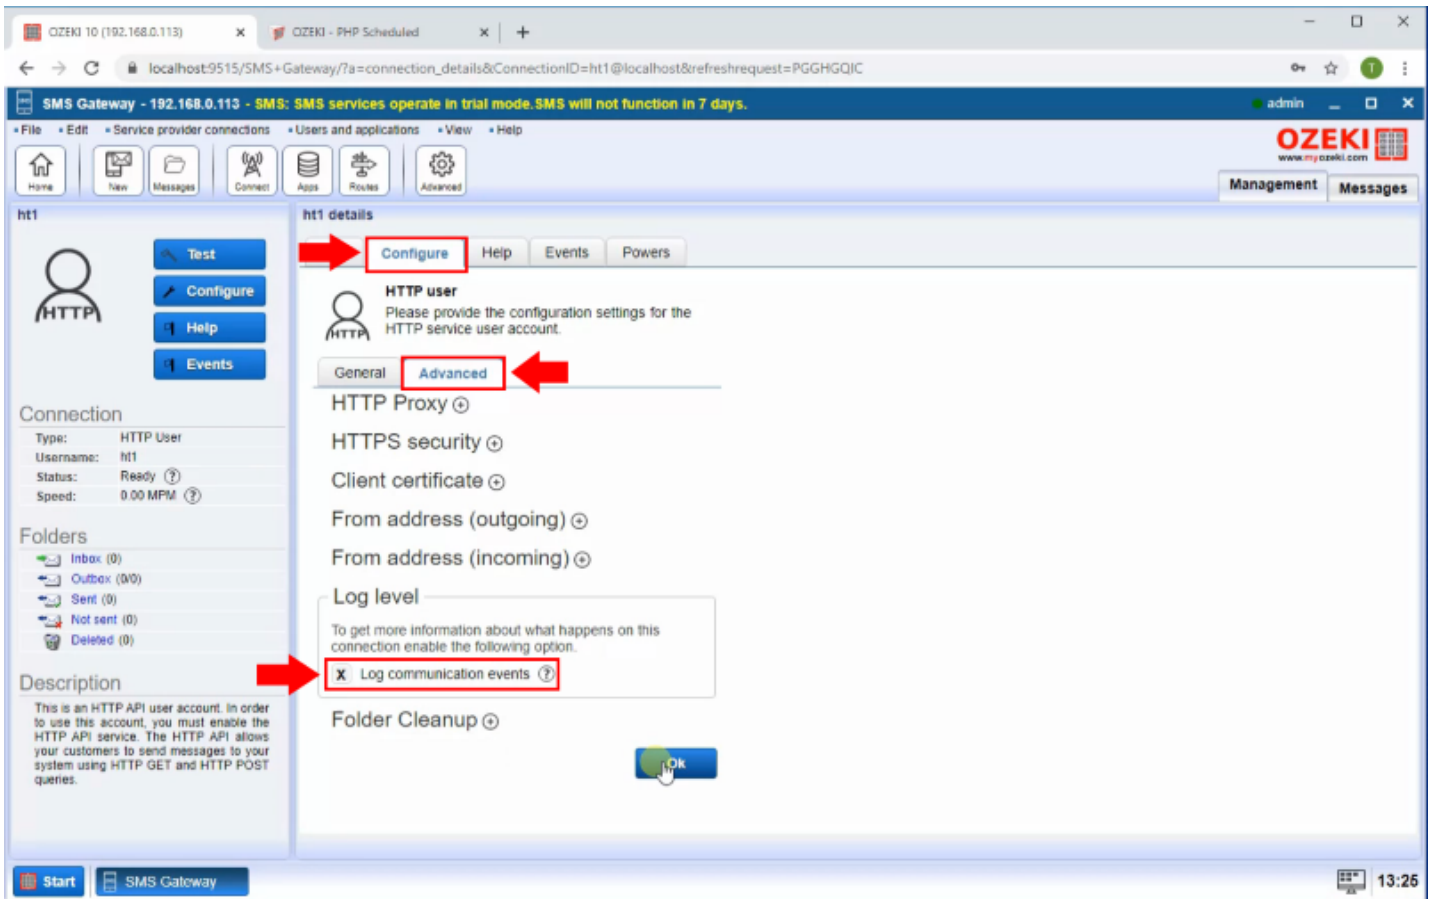 OZEKI 10 (192.168.0.113)
OZEKI - PHP Scheduled
localhost:9515/SMS+Gateway/?a=connection_details&ConnectionID=ht1@localhost&refreshrequest=PGGHGQIC
T
SMS Gateway - 192.168.0.113 - SMS: SMS services operate in trial mode.SMS will not function in 7 days.
admin
File Edit Service provider connections Users and applications View Help
OZEKI
www.myozeki.com
Home New Messages Connect Apps Routes Advanced
Management Messages
ht1
HTTP
Test
Configure
Help
Events
Connection
Type: HTTP User
Username: ht1
Status: Ready ?
Speed: 0.00 MPM ?
Folders
Inbox (0)
Outbox (0/0)
Sent (0)
Not sent (0)
Deleted (0)
Description
This is an HTTP API user account. In order
to use this account, you must enable the
HTTP API service. The HTTP API allows
your customers to send messages to your
system using HTTP GET and HTTP POST
queries.
ht1 details
Configure Help Events Powers
HTTP
HTTP user
Please provide the configuration settings for the
HTTP service user account.
General Advanced
HTTP Proxy
HTTPS security
Client certificate
From address (outgoing)
From address (incoming)
Log level
To get more information about what happens on this
connection enable the following option.
X Log communication events ?
Folder Cleanup
Ok
Start
SMS Gateway
13:25